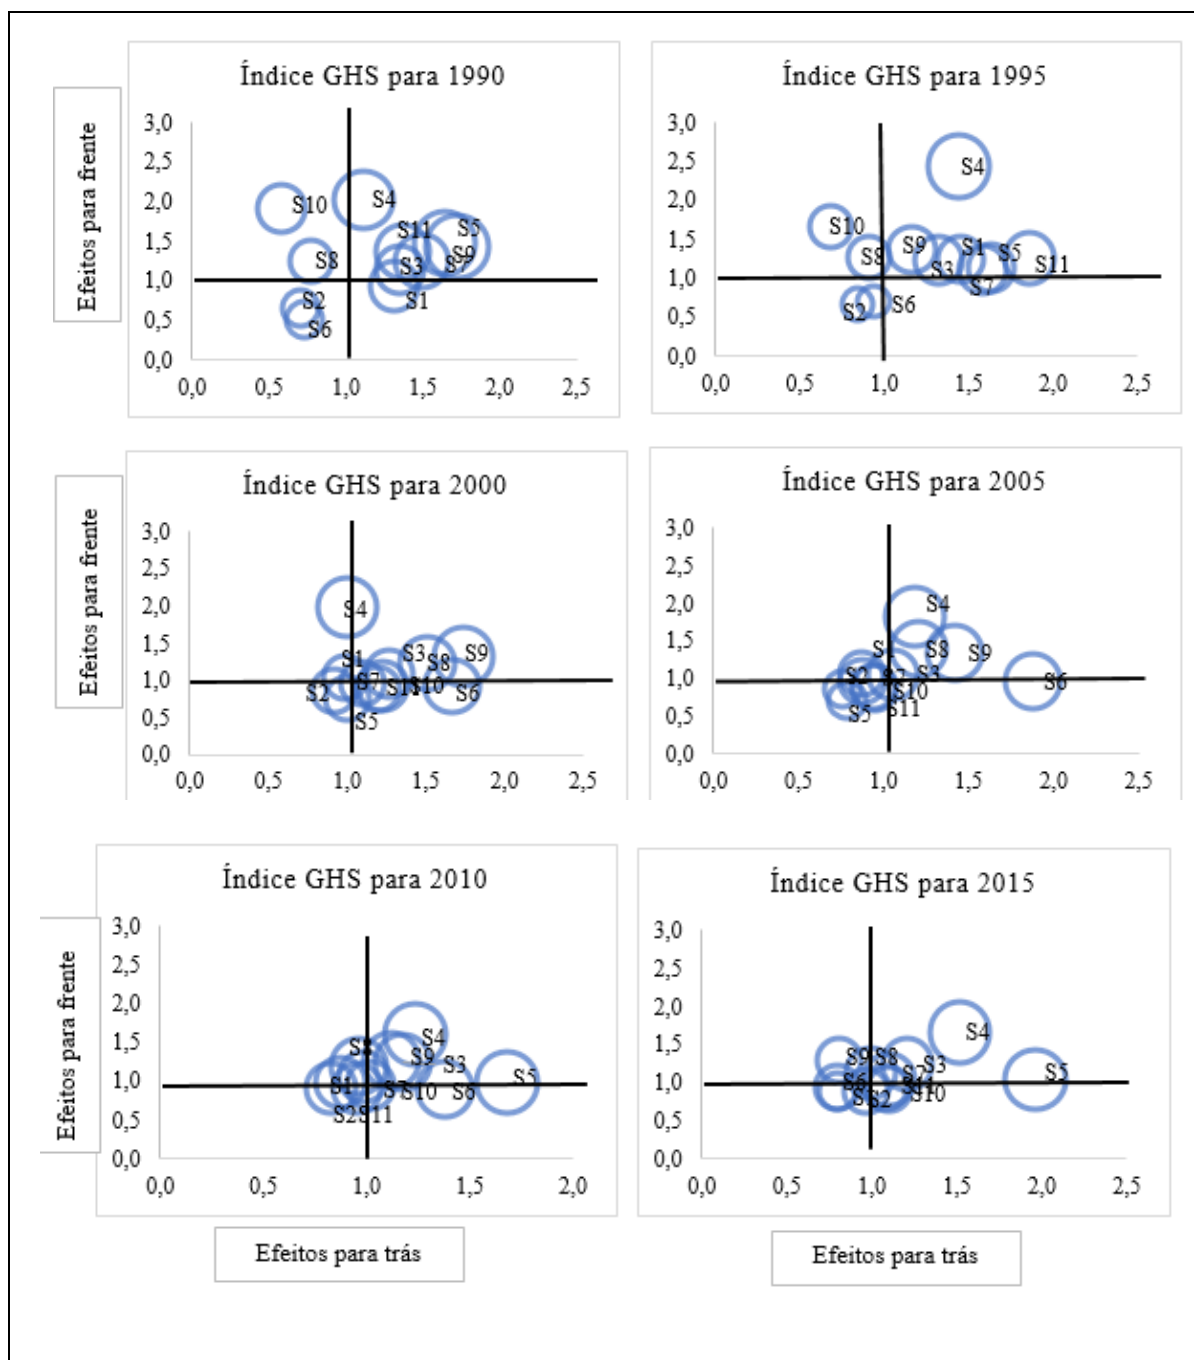 Índice GHS para 1990
Efeitos para frente
3,0
2,5
2,0
1,5
1,0
0,5
0,0
0,0 0,5 1,0 1,5 2,0 2,5
S10
S4
S11
S5
S8
S9
S3
S7
S2
S1
S6
Índice GHS para 1995
3,0
2,5
2,0
1,5
1,0
0,5
0,0
0,0 0,5 1,0 1,5 2,0 2,5
S4
S10
S9
S1
S8
S5
S3
S11
S7
S2
S6
Índice GHS para 2000
Efeitos para frente
3,0
2,5
2,0
1,5
1,0
0,5
0,0
0,0 0,5 1,0 1,5 2,0 2,5
S4
S1
S3
S8
S9
S7
S2
S11
S10
S6
S5
Índice GHS para 2005
3,0
2,5
2,0
1,5
1,0
0,5
0,0
0,0 0,5 1,0 1,5 2,0 2,5
S4
S1
S8
S9
S2
S7
S3
S6
S10
S5
S11
Índice GHS para 2010
Efeitos para frente
3,0
2,5
2,0
1,5
1,0
0,5
0,0
0,0 0,5 1,0 1,5 2,0
S4
S8
S9
S3
S5
S1
S7
S10
S6
S2
S11
Efeitos para trás
Índice GHS para 2015
3,0
2,5
2,0
1,5
1,0
0,5
0,0
0,0 0,5 1,0 1,5 2,0 2,5
S4
S9
S8
S3
S7
S5
S6
S11
S10
S2
Efeitos para trás